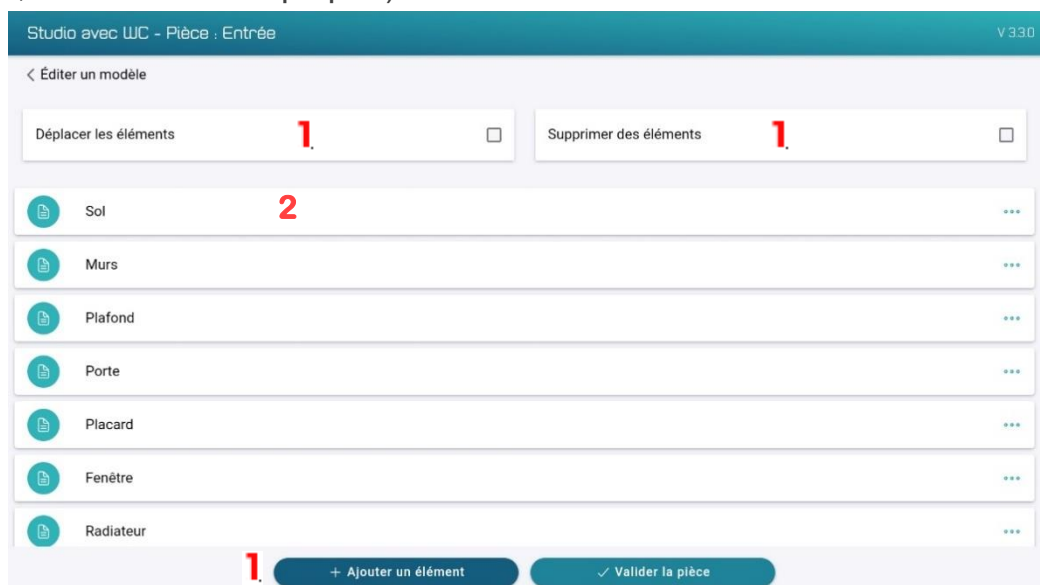 Studio avec WC - Pièce : Entrée V 3.3.0
< Éditer un modèle
Déplacer les éléments 1. Supprimer des éléments 1.
Sol 2
Murs
Plafond
Porte
Placard
Fenêtre
Radiateur
1. + Ajouter un élément ✓ Valider la pièce